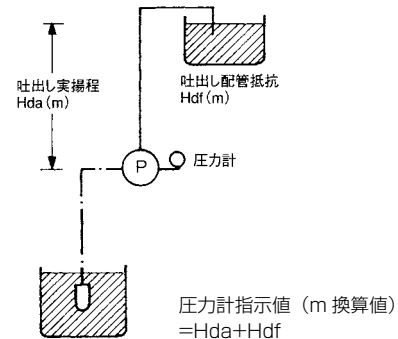 吐出し実揚程
Hda(m)
吐出し配管抵抗
Hdf(m)
P
圧力計
圧力計指示値(m 換算値)
=Hda+Hdf